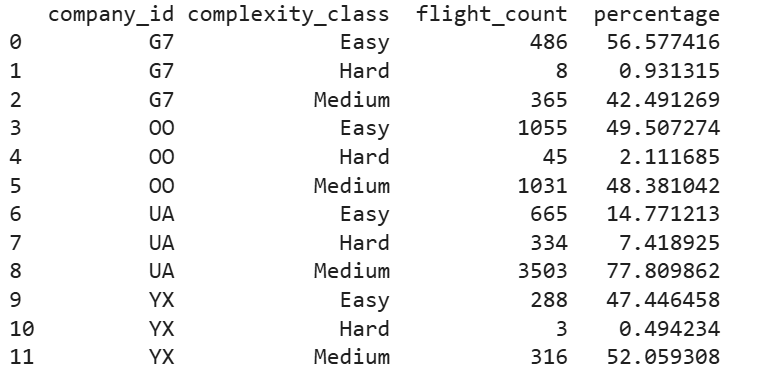 company_id complexity_class flight_count percentage
0 G7 Easy 486 56.577416
1 G7 Hard 8 0.931315
2 G7 Medium 365 42.491269
3 OO Easy 1055 49.507274
4 OO Hard 45 2.111685
5 OO Medium 1031 48.381042
6 UA Easy 665 14.771213
7 UA Hard 334 7.418925
8 UA Medium 3503 77.809862
9 YX Easy 288 47.446458
10 YX Hard 3 0.494234
11 YX Medium 316 52.059308